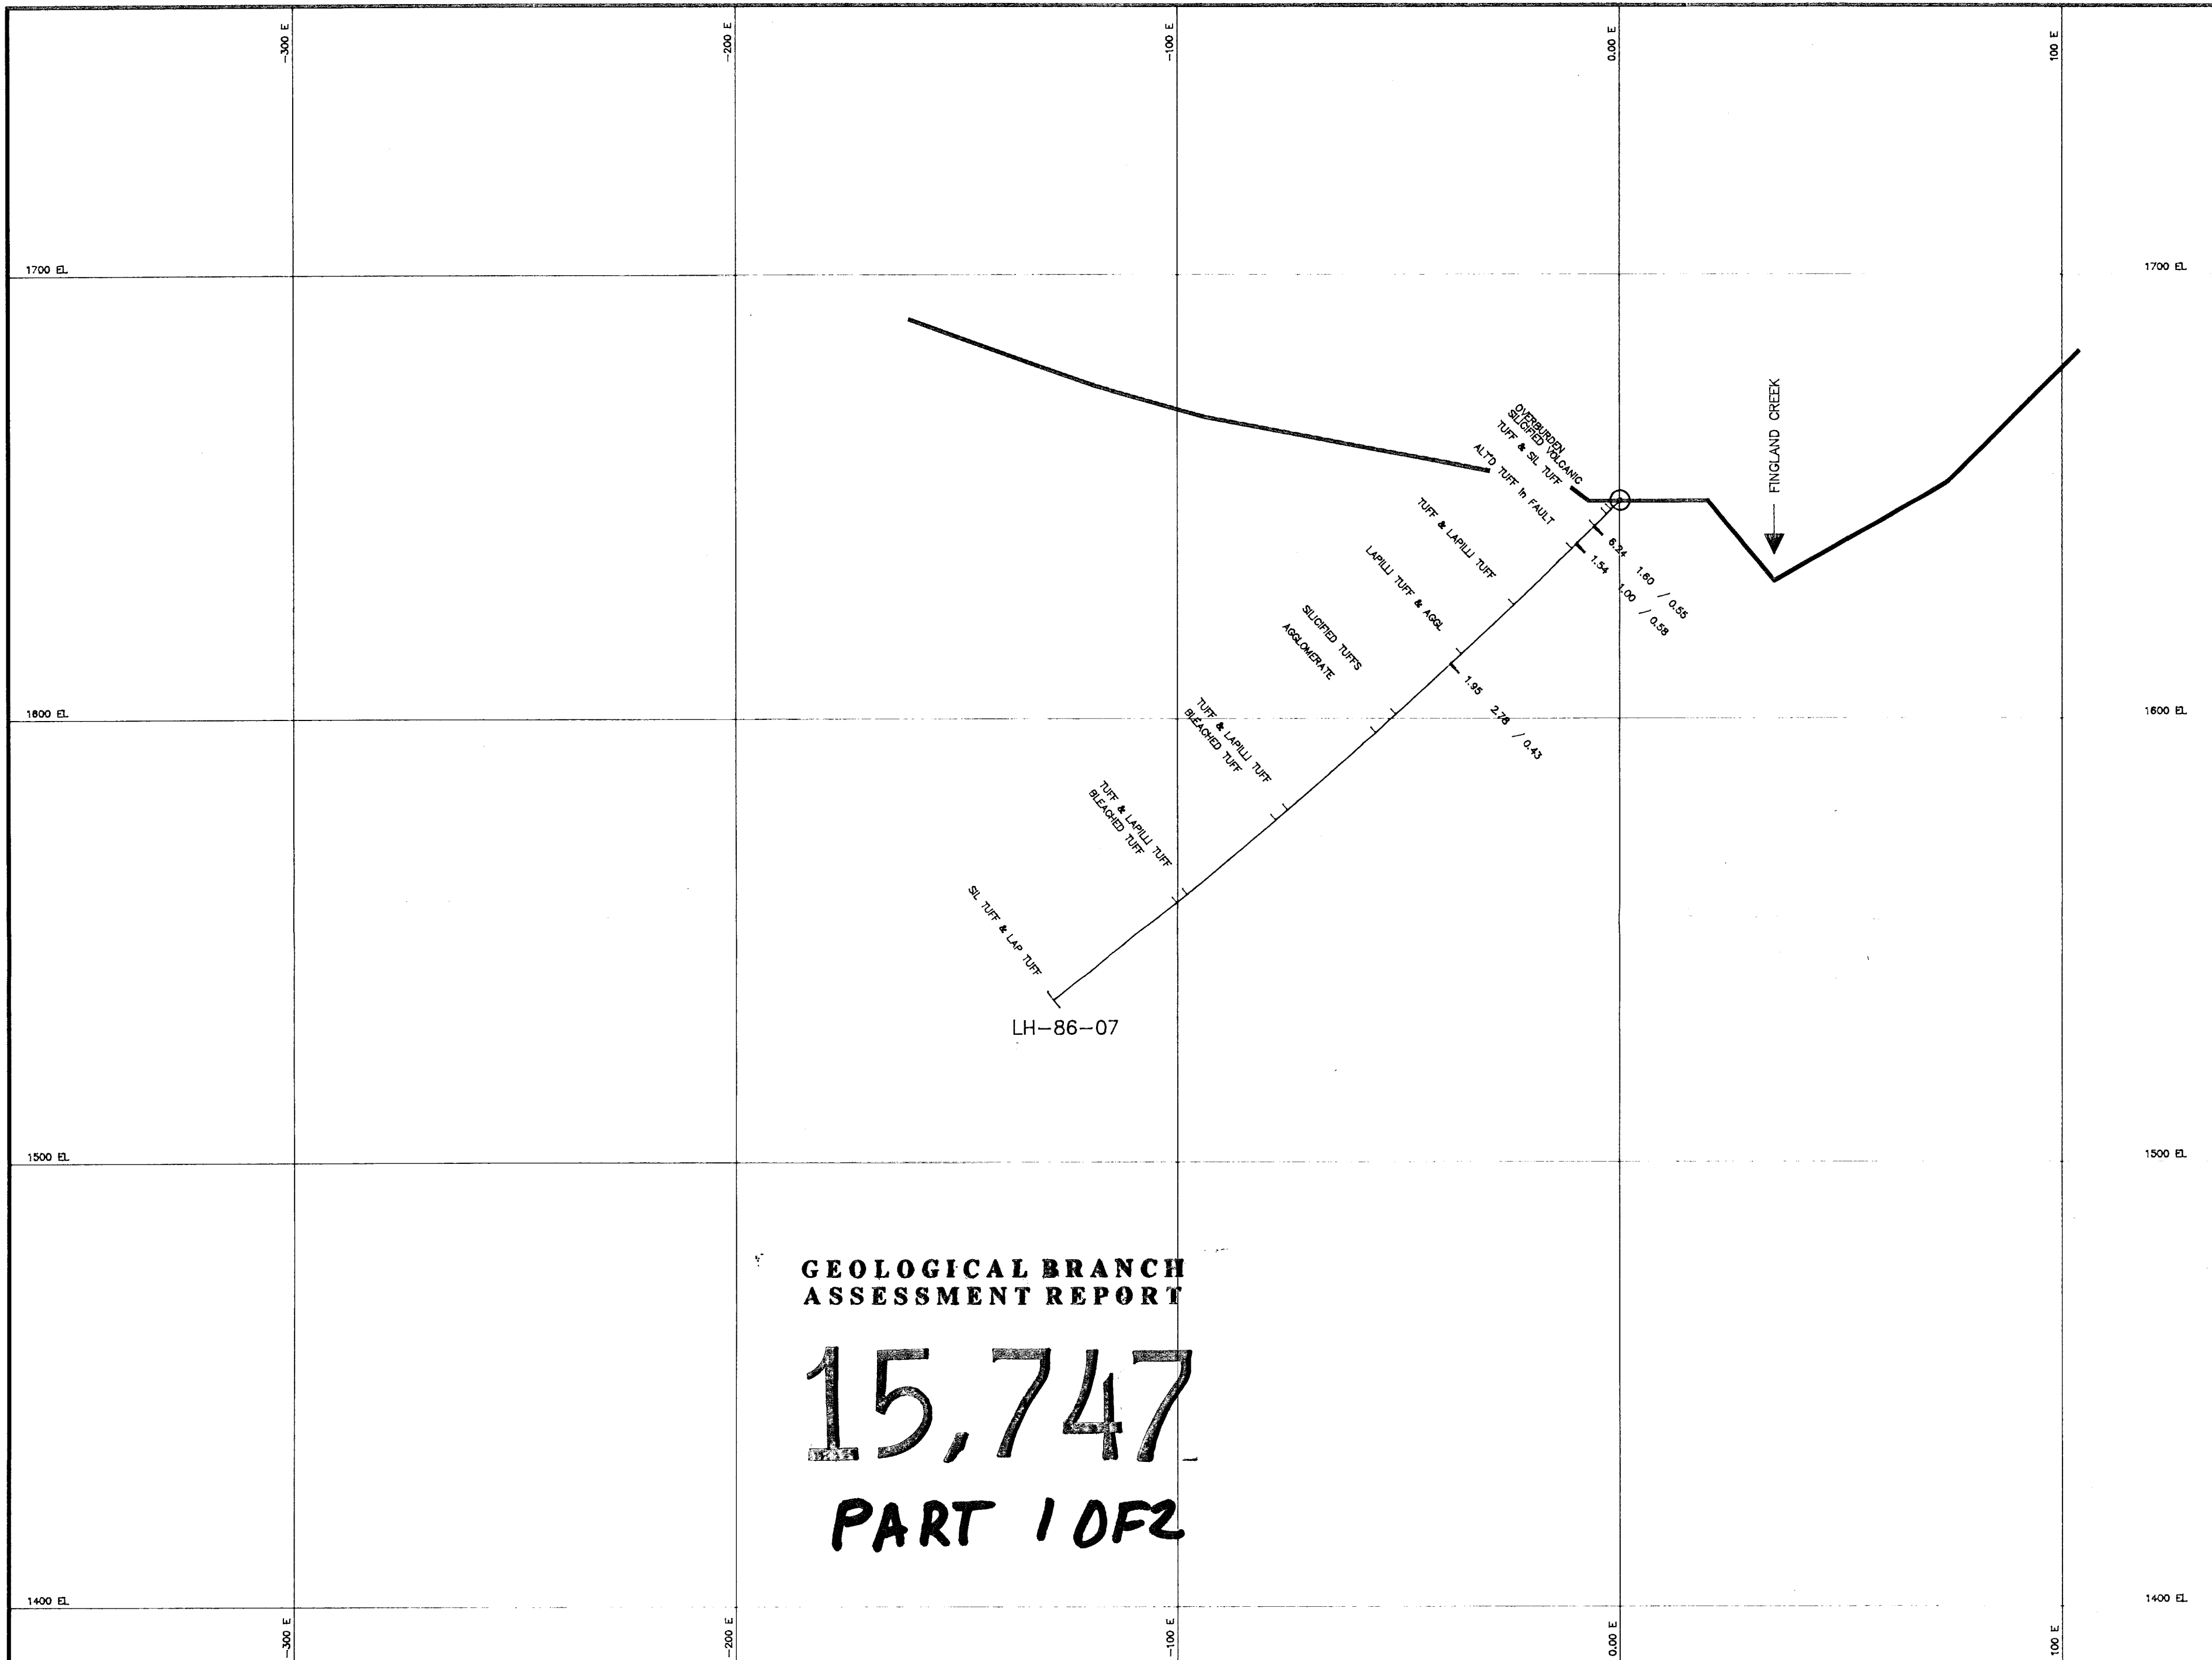 -300 E
-200 E
-100 E
0.00 E
100 E
1700 EL
1700 EL
FINGLAND CREEK
OVERBURDEN
SILICIFIED VOLCANIC
TUFF & SIL TUFF
ALT'D TUFF In FAULT
TUFF & LAPILLI TUFF
LAPILLI TUFF & AGGL
SILICIFIED TUFFS
AGGLOMERATE
TUFF & LAPILLI TUFF
BLEACHED TUFF
TUFF & LAPILLI TUFF
BLEACHED TUFF
SIL TUFF & LAP TUFF
6.24 1.60 / 0.55
1.54 1.00 / 0.58
1.95 2.78 / 0.43
1600 EL
1600 EL
LH-86-07
1500 EL
1500 EL
GEOLOGICAL BRANCH
ASSESSMENT REPORT
15,747
PART 1 OF 2
1400 EL
1400 EL
-300 E
-200 E
-100 E
0.00 E
100 E